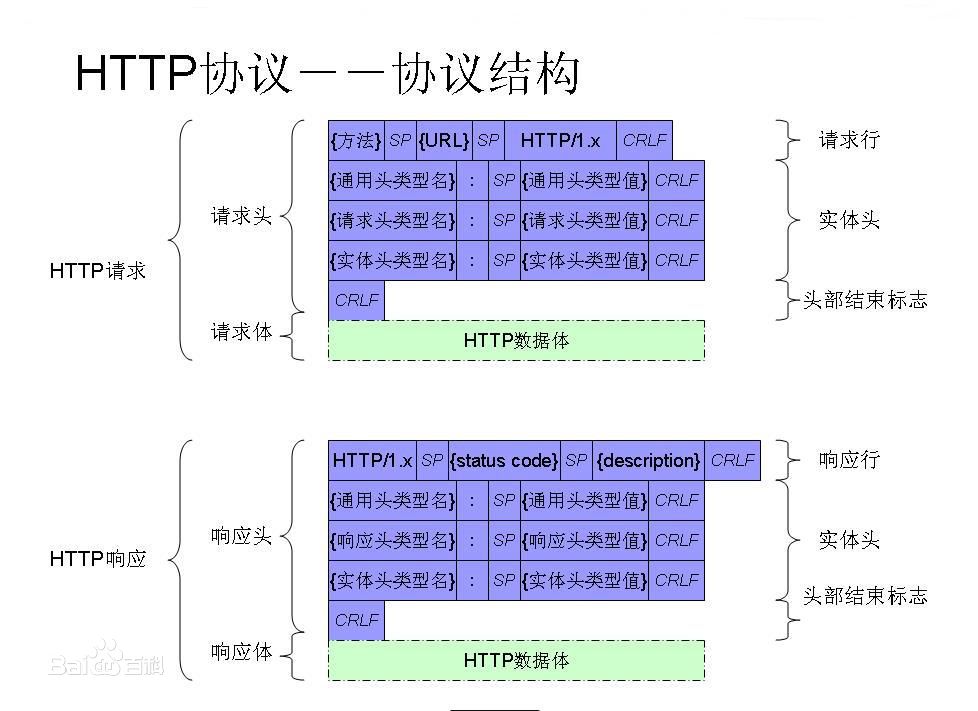 HTTP协议－－协议结构
{方法} SP {URL} SP HTTP/1.x CRLF 请求行
{通用头类型名} : SP {通用头类型值} CRLF
请求头 {请求头类型名} : SP {请求头类型值} CRLF 实体头
{实体头类型名} : SP {实体头类型值} CRLF
HTTP请求
CRLF 头部结束标志
请求体 HTTP数据体
HTTP/1.x SP {status code} SP {description} CRLF 响应行
{通用头类型名} : SP {通用头类型值} CRLF
响应头 {响应头类型名} : SP {响应头类型值} CRLF 实体头
HTTP响应
{实体头类型名} : SP {实体头类型值} CRLF
CRLF 头部结束标志
响应体 HTTP数据体
Bai百科